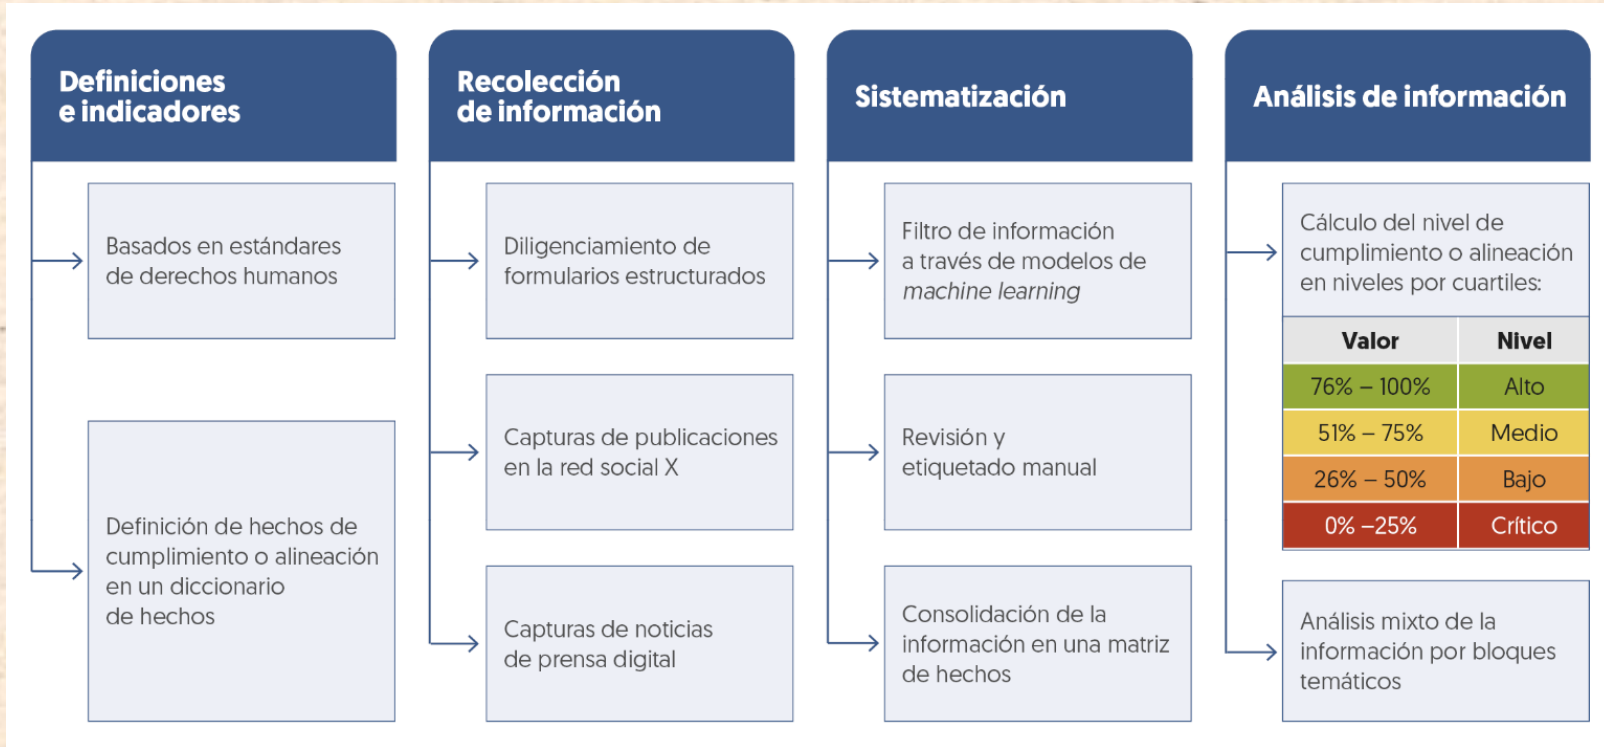 Definiciones
e indicadores
Basados en estándares
de derechos humanos
Definición de hechos de
cumplimiento o alineación
en un diccionario
de hechos
Recolección
de información
Diligenciamiento de
formularios estructurados
Capturas de publicaciones
en la red social X
Capturas de noticias
de prensa digital
Sistematización
Filtro de información
a través de modelos de
machine learning
Revisión y
etiquetado manual
Consolidación de la
información en una matriz
de hechos
Análisis de información
Cálculo del nivel de
cumplimiento o alineación
en niveles por cuartiles:
Valor Nivel
76% – 100% Alto
51% – 75% Medio
26% – 50% Bajo
0% –25% Crítico
Análisis mixto de la
información por bloques
temáticos